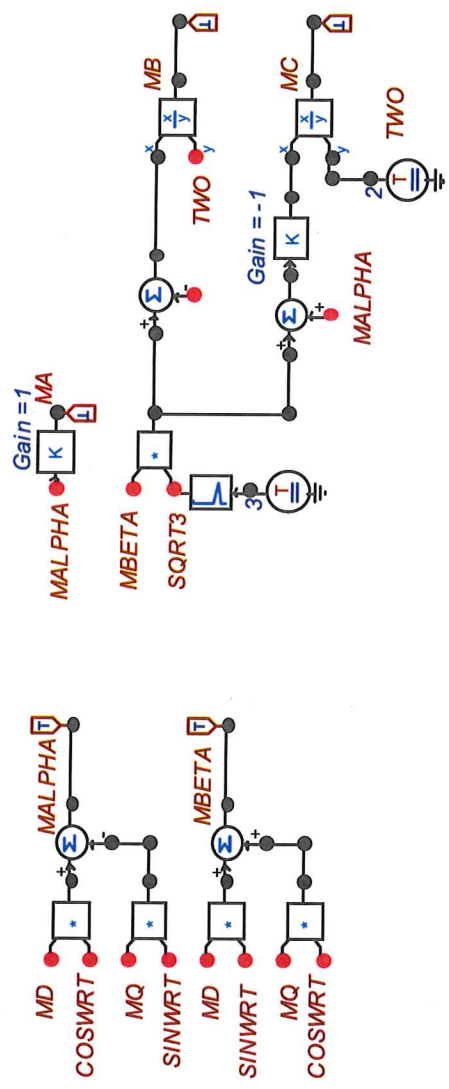 MALPHA
MD
COSWRT
MQ
SINWRT
*
*
+
-
Σ
T
MBETA
MD
SINWRT
MQ
COSWRT
*
*
+
+
Σ
T
Gain = 1
MALPHA
K
MA
T
MBETA
SQRT3
*
3
T
+
-
Σ
TWO
x
y
x
y
MB
T
+
+
Σ
MALPHA
Gain = -1
K
x
y
x
y
MC
T
2
T
TWO